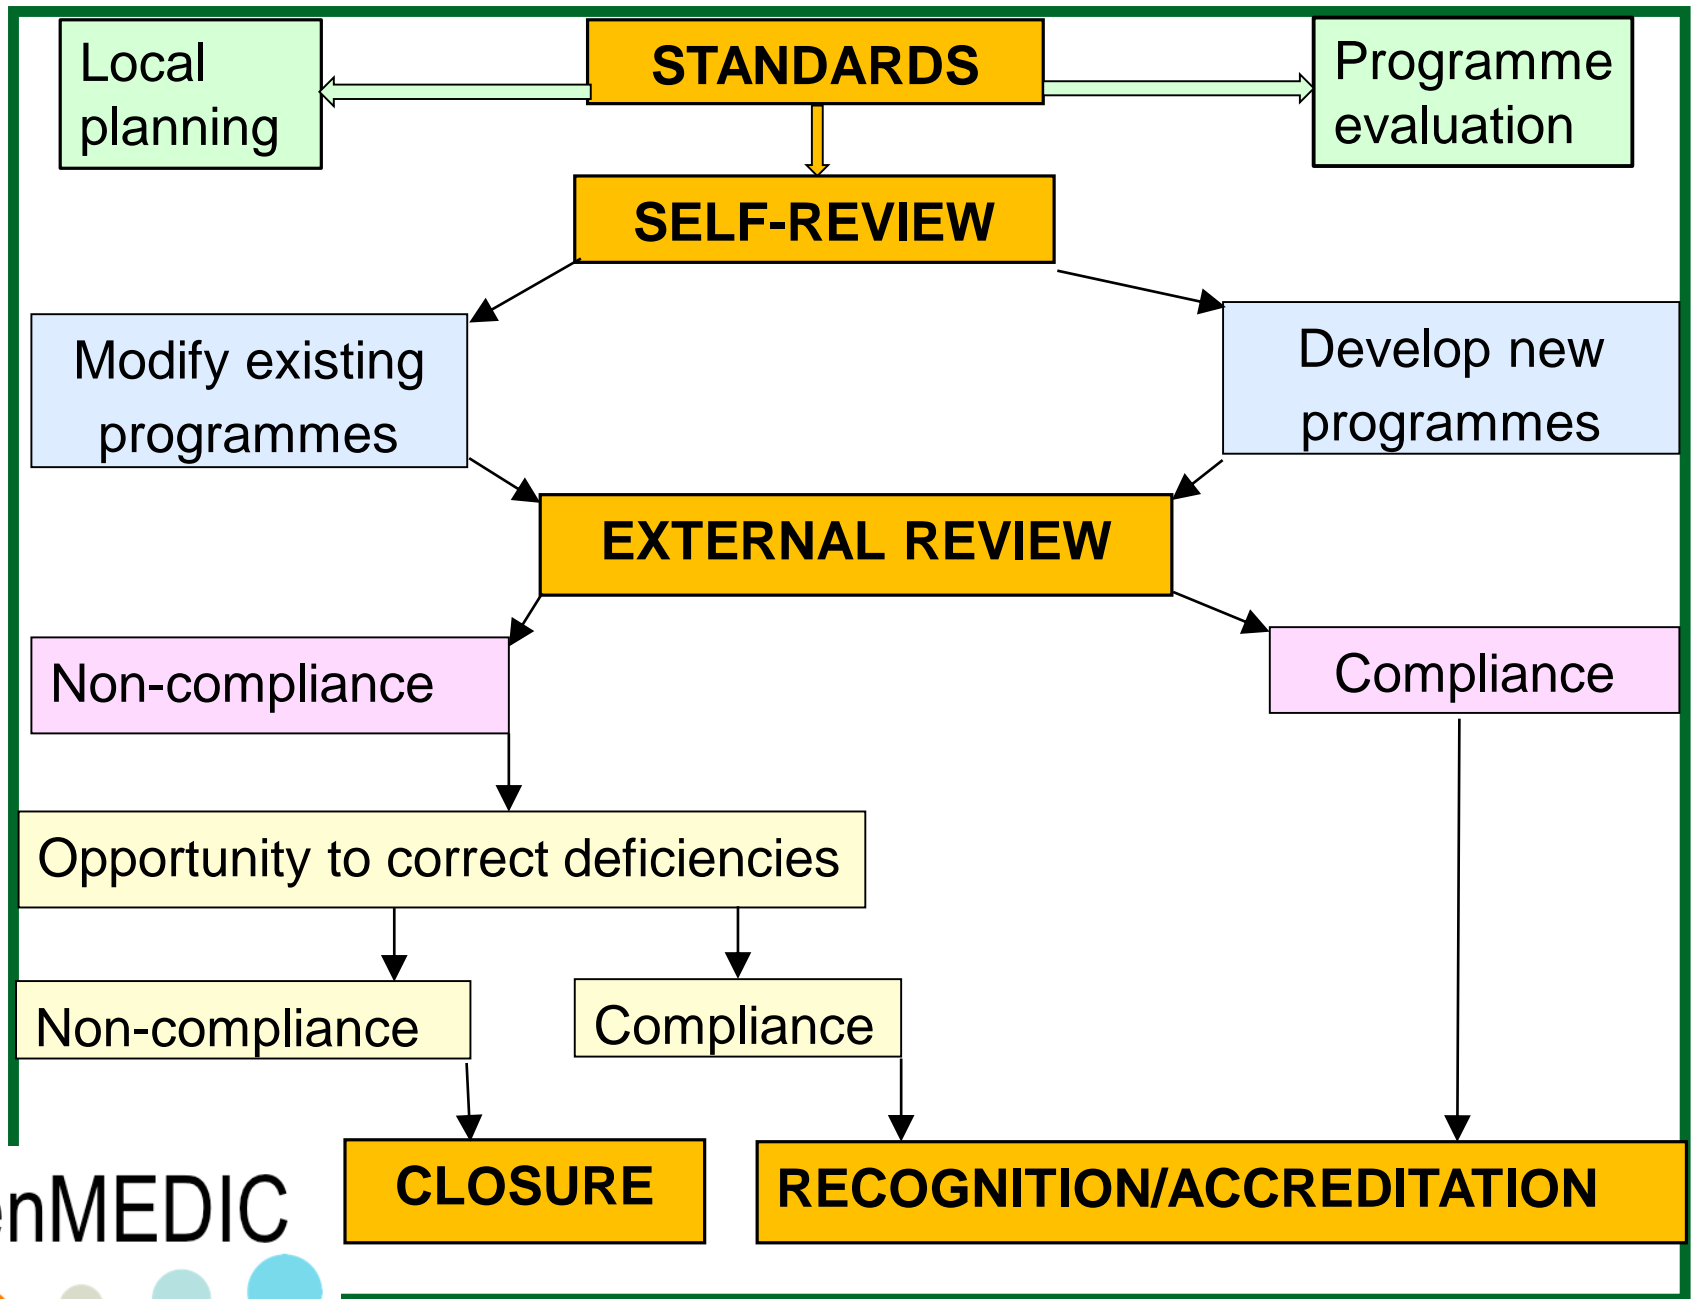 Local
planning
STANDARDS
Programme
evaluation
SELF-REVIEW
Modify existing
programmes
Develop new
programmes
EXTERNAL REVIEW
Non-compliance
Compliance
Opportunity to correct deficiencies
Non-compliance
Compliance
CLOSURE
RECOGNITION/ACCREDITATION
enMEDIC